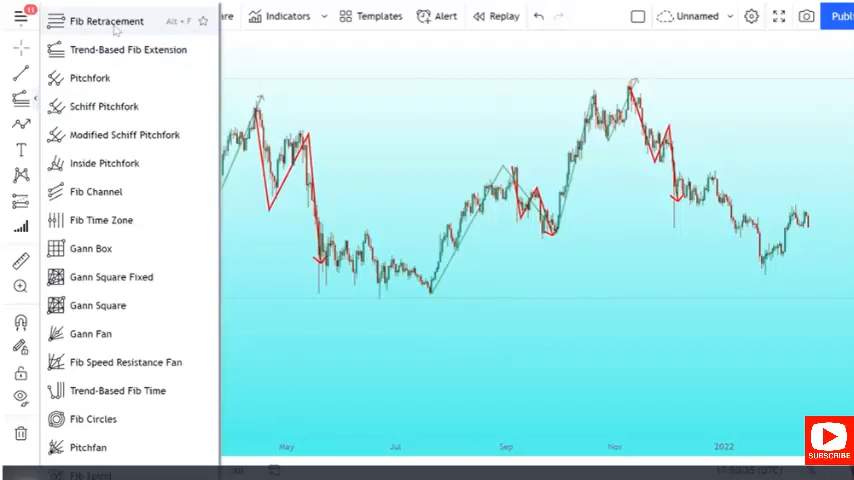 11
Fib Retracement Alt + F
re Indicators Templates Alert Replay Unnamed Publ
Trend-Based Fib Extension
Pitchfork
Schiff Pitchfork
Modified Schiff Pitchfork
Inside Pitchfork
Fib Channel
Fib Time Zone
Gann Box
Gann Square Fixed
Gann Square
Gann Fan
Fib Speed Resistance Fan
Trend-Based Fib Time
Fib Circles
Pitchfan
May Jul Sep Nov 2022
SUBSCRIBE